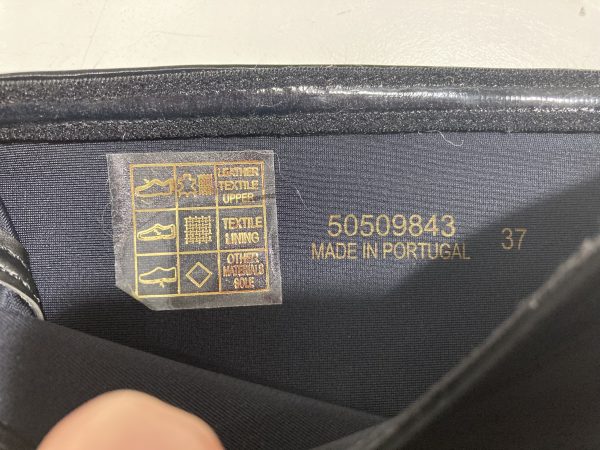 LEATHER
TEXTILE
UPPER
TEXTILE
LINING
OTHER
MATERIALS
SOLE
50509843
MADE IN PORTUGAL
37